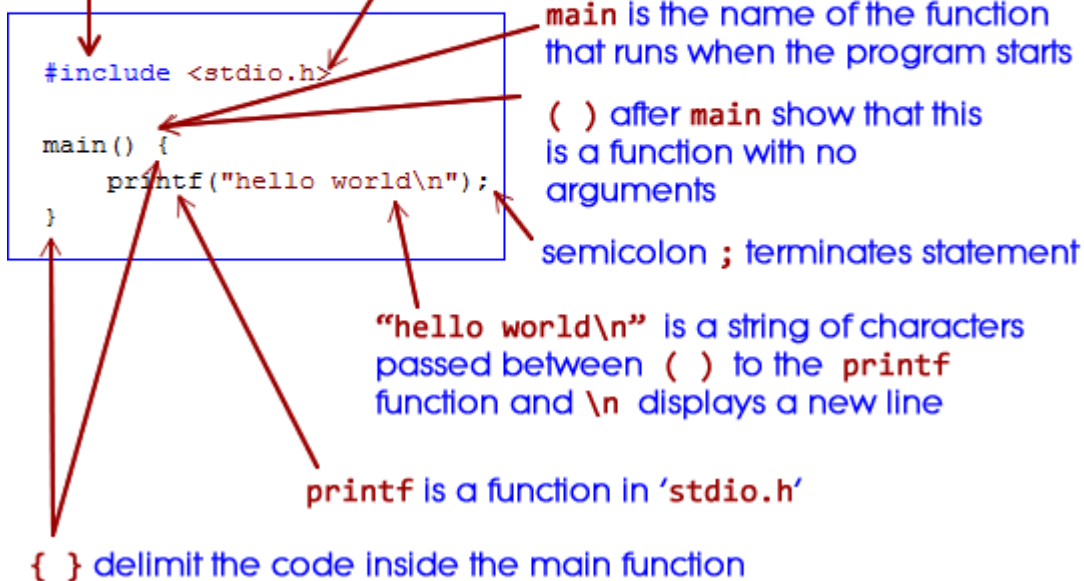 main is the name of the function
that runs when the program starts
#include <stdio.h>
( ) after main show that this
is a function with no
arguments
main() {
printf("hello world\n");
}
semicolon ; terminates statement
“hello world\n” is a string of characters
passed between ( ) to the printf
function and \n displays a new line
printf is a function in ‘stdio.h’
{ } delimit the code inside the main function